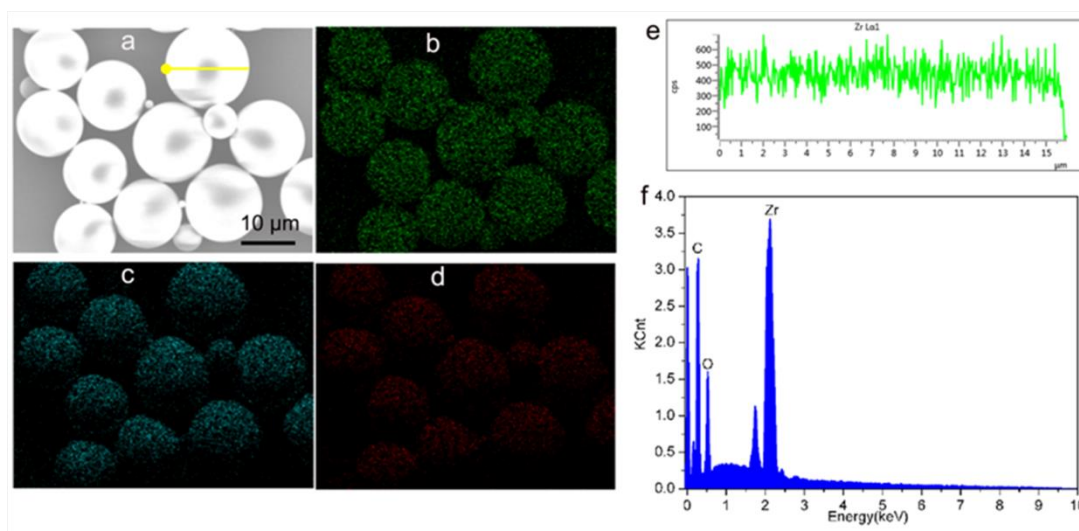 a
10 μm
b
c
d
e
Zr Lα1
cps
600
500
400
300
200
100
0 1 2 3 4 5 6 7 8 9 10 11 12 13 14 15
μm
f
KCnt
4.0
3.5
3.0
2.5
2.0
1.5
1.0
0.5
0.0
C
O
Zr
0 1 2 3 4 5 6 7 8 9 10
Energy(keV)